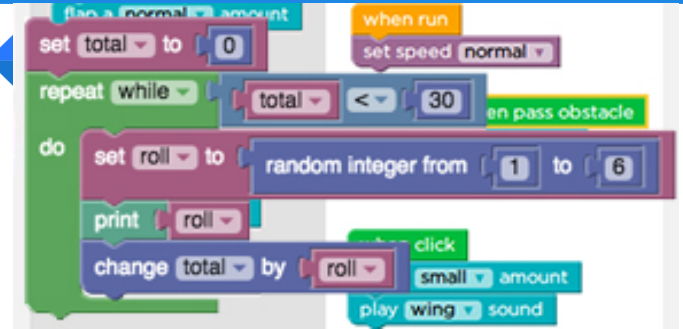 flap a normal amount
when run
set total to 0
set speed normal
repeat while total < 30
en pass obstacle
do set roll to random integer from 1 to 6
print roll
when click
change total by roll
small amount
play wing sound